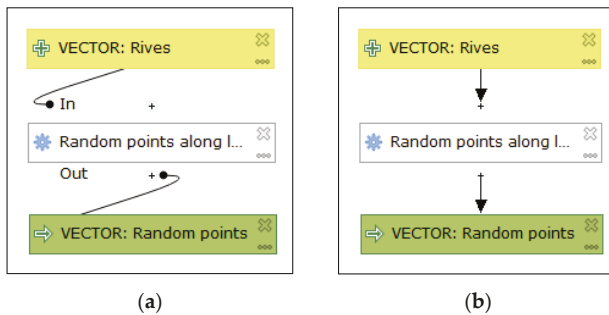 VECTOR: Rives
In
+
Random points along l...
Out
+
VECTOR: Random points
(a)
VECTOR: Rives
+
Random points along l...
+
VECTOR: Random points
(b)